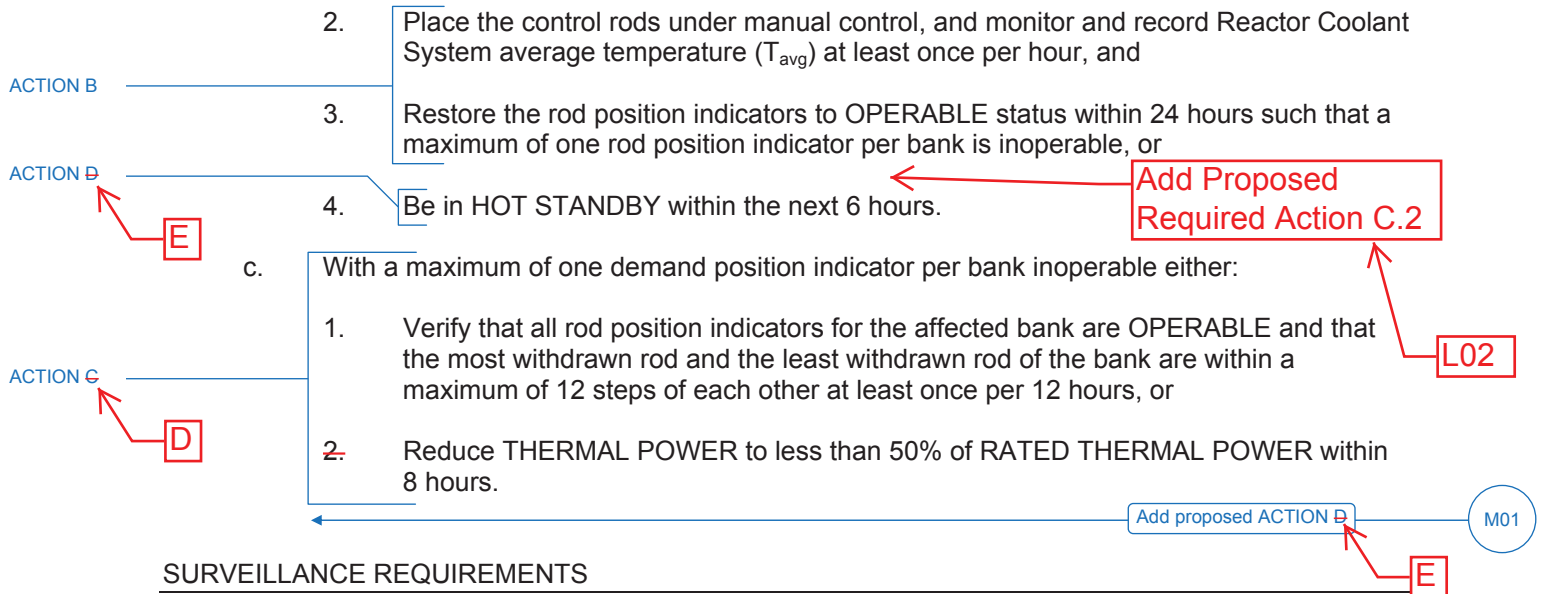 2. Place the control rods under manual control, and monitor and record Reactor Coolant
System average temperature (Tavg) at least once per hour, and
ACTION B
3. Restore the rod position indicators to OPERABLE status within 24 hours such that a
maximum of one rod position indicator per bank is inoperable, or
ACTION D
Add Proposed
Required Action C.2
4. Be in HOT STANDBY within the next 6 hours.
E
c. With a maximum of one demand position indicator per bank inoperable either:
1. Verify that all rod position indicators for the affected bank are OPERABLE and that
the most withdrawn rod and the least withdrawn rod of the bank are within a
maximum of 12 steps of each other at least once per 12 hours, or
L02
ACTION C
D
2. Reduce THERMAL POWER to less than 50% of RATED THERMAL POWER within
8 hours.
Add proposed ACTION D
M01
E
SURVEILLANCE REQUIREMENTS